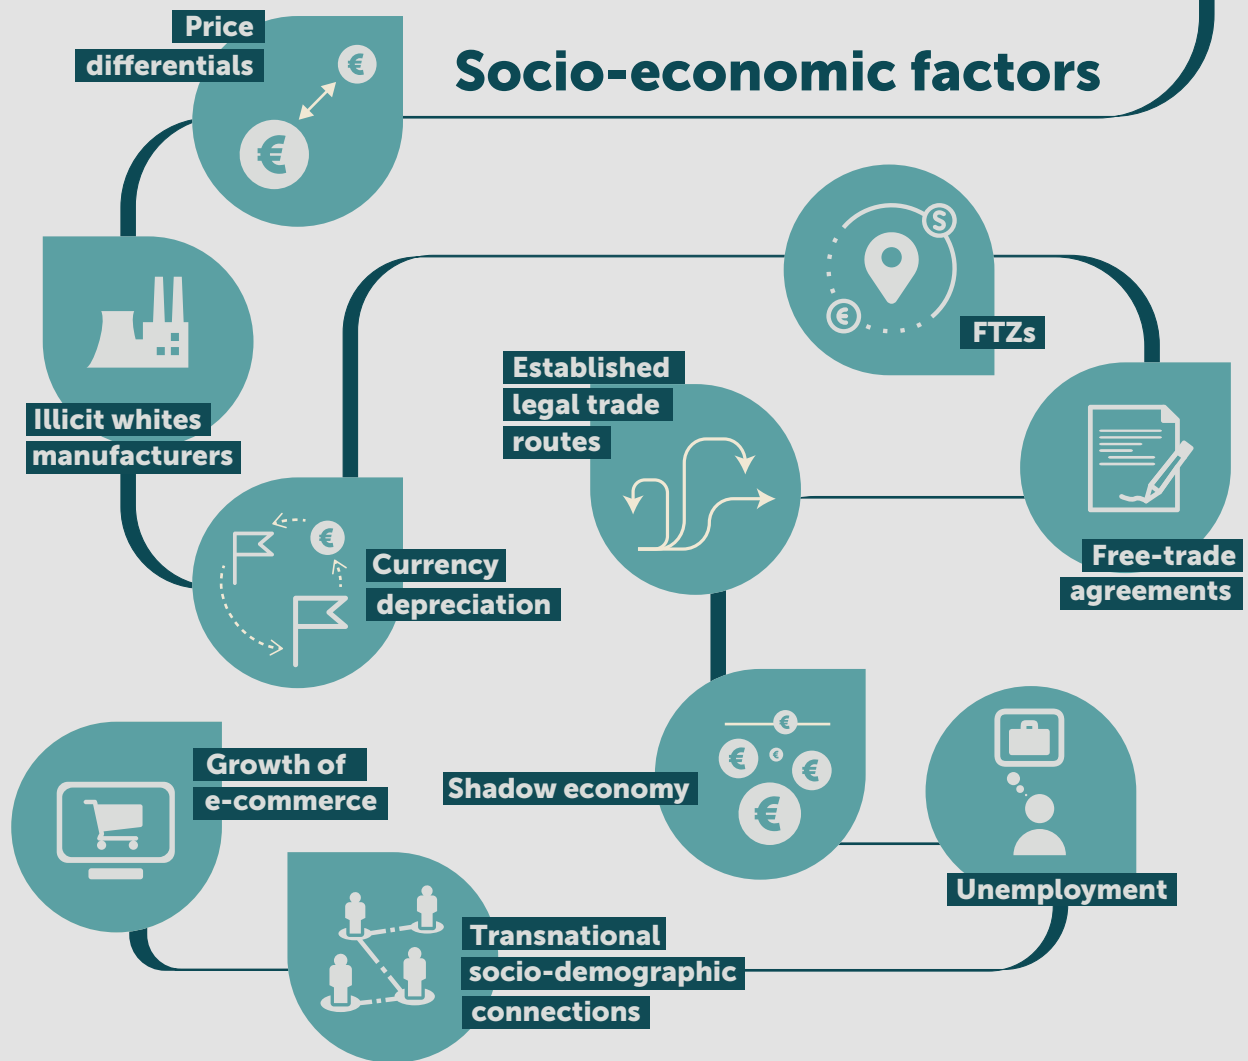 Socio-economic factors
Price
differentials
Illicit whites
manufacturers
Currency
depreciation
FTZs
Free-trade
agreements
Established
legal trade
routes
Shadow economy
Unemployment
Transnational
socio-demographic
connections
Growth of
e-commerce
€
€
$
€
€
€
€
€
€
€